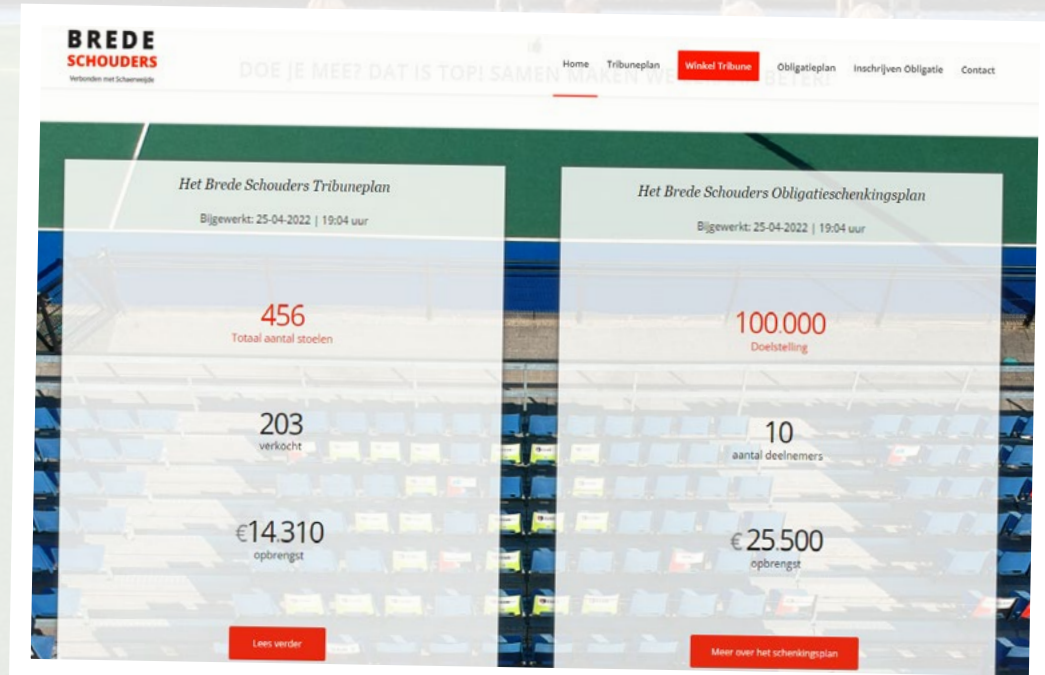 BREDE
SCHOUDERS
Verbonden met Schaerweijde
DOE JE MEE? DAT IS TOP! SAMEN MAKEN WE BETER!
Home Tribuneplan Winkel Tribune Obligatieplan Inschrijven Obligatie Contact
Het Brede Schouders Tribuneplan
Bijgewerkt: 25-04-2022 | 19:04 uur
456
Totaal aantal stoelen
203
verkocht
€14.310
opbrengst
Lees verder
Het Brede Schouders Obligatieschenkingsplan
Bijgewerkt: 25-04-2022 | 19:04 uur
100.000
Doelstelling
10
aantal deelnemers
€ 25.500
opbrengst
Meer over het schenkingsplan